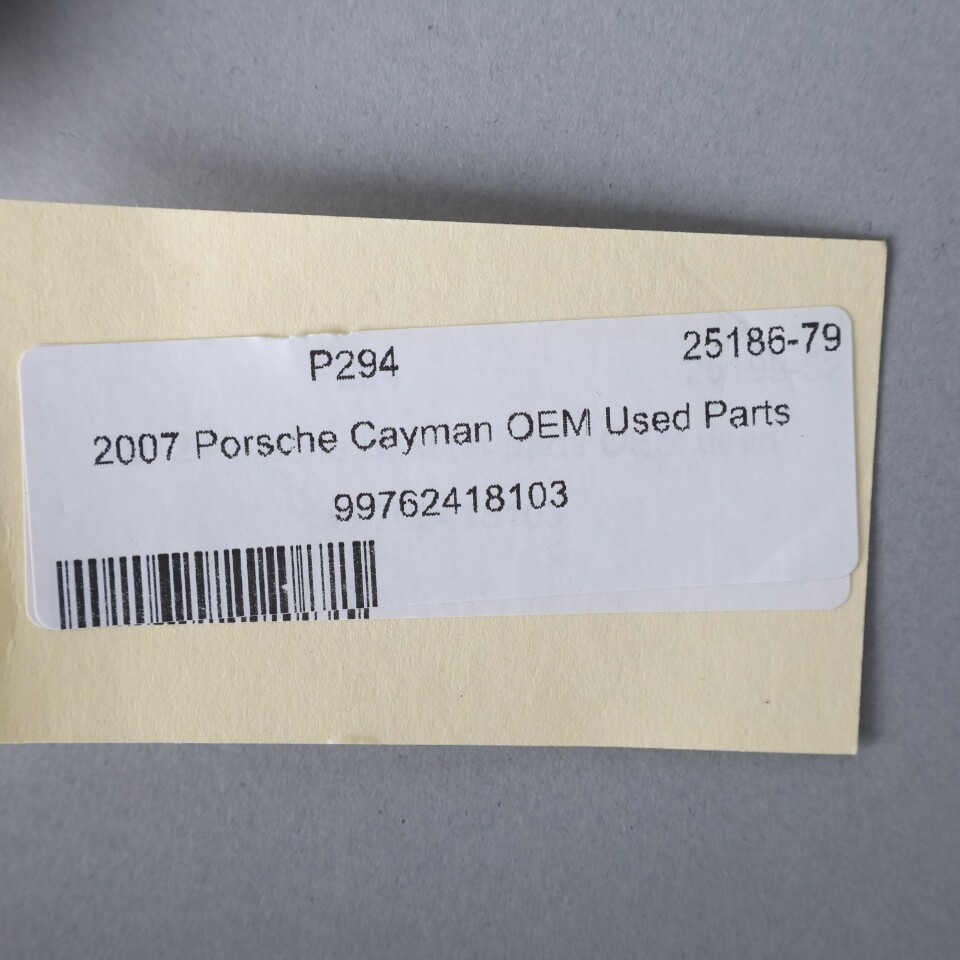 P294 25186-79
2007 Porsche Cayman OEM Used Parts
99762418103